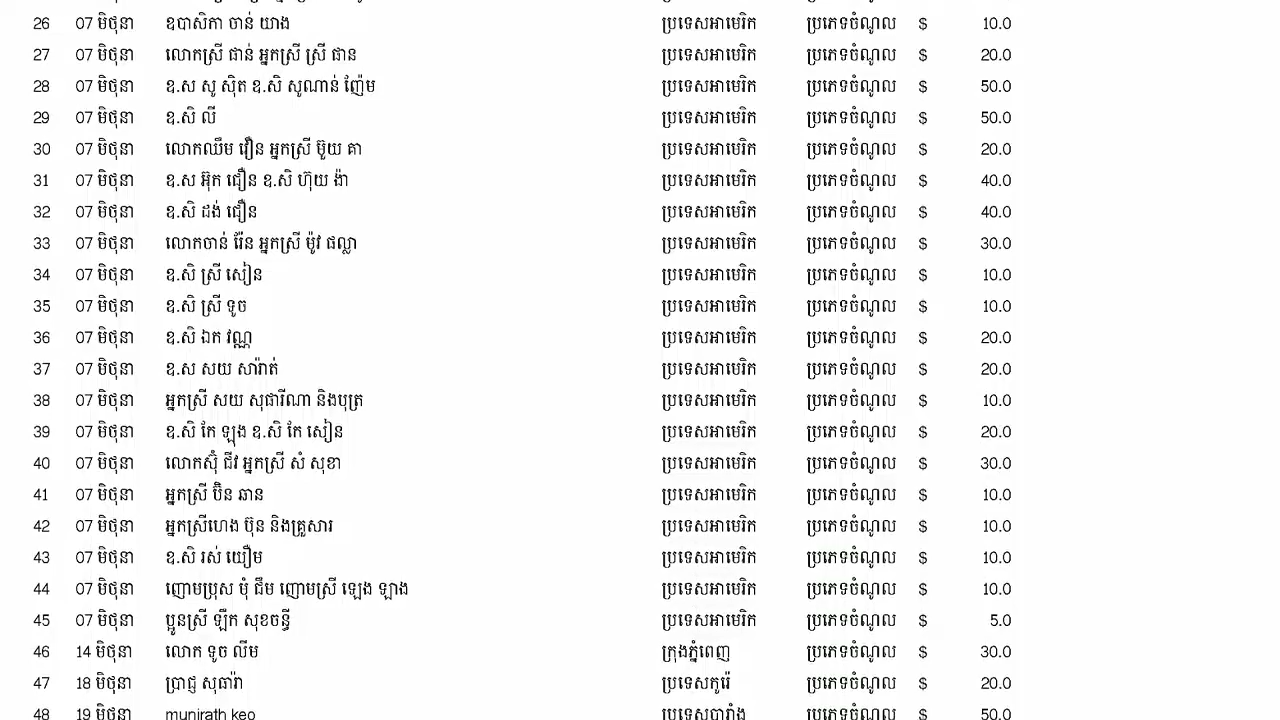 26 07 មិថុនា ឧបាសិកា ចាន់ យាង ប្រទេសអាមេរិក ប្រភេទចំណូល $ 10.0
27 07 មិថុនា លោកស្រី ផាន់ អ្នកស្រី ស្រី ផាន ប្រទេសអាមេរិក ប្រភេទចំណូល $ 20.0
28 07 មិថុនា ឧ.ស សូ ស៊ិត ឧ.សិ សូណាន់ ញ៉ែម ប្រទេសអាមេរិក ប្រភេទចំណូល $ 50.0
29 07 មិថុនា ឧ.សិ លី ប្រទេសអាមេរិក ប្រភេទចំណូល $ 50.0
30 07 មិថុនា លោកឈឹម វឿន អ្នកស្រី ប៊ួយ គា ប្រទេសអាមេរិក ប្រភេទចំណូល $ 20.0
31 07 មិថុនា ឧ.ស អ៊ុក ជឿន ឧ.សិ ហ៊ុយ ង៉ា ប្រទេសអាមេរិក ប្រភេទចំណូល $ 40.0
32 07 មិថុនា ឧ.សិ ដង់ ជឿន ប្រទេសអាមេរិក ប្រភេទចំណូល $ 40.0
33 07 មិថុនា លោកចាន់ រ៉ែន អ្នកស្រី ម៉ូវ ផល្លា ប្រទេសអាមេរិក ប្រភេទចំណូល $ 30.0
34 07 មិថុនា ឧ.សិ ស្រី សៀន ប្រទេសអាមេរិក ប្រភេទចំណូល $ 10.0
35 07 មិថុនា ឧ.សិ ស្រី ទូច ប្រទេសអាមេរិក ប្រភេទចំណូល $ 10.0
36 07 មិថុនា ឧ.សិ ឯក វណ្ណ ប្រទេសអាមេរិក ប្រភេទចំណូល $ 20.0
37 07 មិថុនា ឧ.ស សយ សារ៉ាត់ ប្រទេសអាមេរិក ប្រភេទចំណូល $ 20.0
38 07 មិថុនា អ្នកស្រី សយ សុផារីណា និងបុត្រ ប្រទេសអាមេរិក ប្រភេទចំណូល $ 10.0
39 07 មិថុនា ឧ.សិ កែ ឡុង ឧ.សិ កែ សៀន ប្រទេសអាមេរិក ប្រភេទចំណូល $ 20.0
40 07 មិថុនា លោកស៊ុំ ជីវ អ្នកស្រី សំ សុខា ប្រទេសអាមេរិក ប្រភេទចំណូល $ 30.0
41 07 មិថុនា អ្នកស្រី ប៊ិន ឆាន ប្រទេសអាមេរិក ប្រភេទចំណូល $ 10.0
42 07 មិថុនា អ្នកស្រីហេង ប៊ុន និងគ្រួសារ ប្រទេសអាមេរិក ប្រភេទចំណូល $ 10.0
43 07 មិថុនា ឧ.សិ រស់ យឿម ប្រទេសអាមេរិក ប្រភេទចំណូល $ 10.0
44 07 មិថុនា ញោមប្រុស មុំ ជឹម ញោមស្រី ឡេង ឡាង ប្រទេសអាមេរិក ប្រភេទចំណូល $ 10.0
45 07 មិថុនា ប្អូនស្រី ឡឹក សុខចន្ធី ប្រទេសអាមេរិក ប្រភេទចំណូល $ 5.0
46 14 មិថុនា លោក ទូច លីម ក្រុងភ្នំពេញ ប្រភេទចំណូល $ 30.0
47 18 មិថុនា ប្រាជ្ញ សុធារ៉ា ប្រទេសកូរ៉េ ប្រភេទចំណូល $ 20.0
48 19 មិថុនា munirath keo ប្រទេសបារាំង ប្រភេទចំណូល $ 50.0